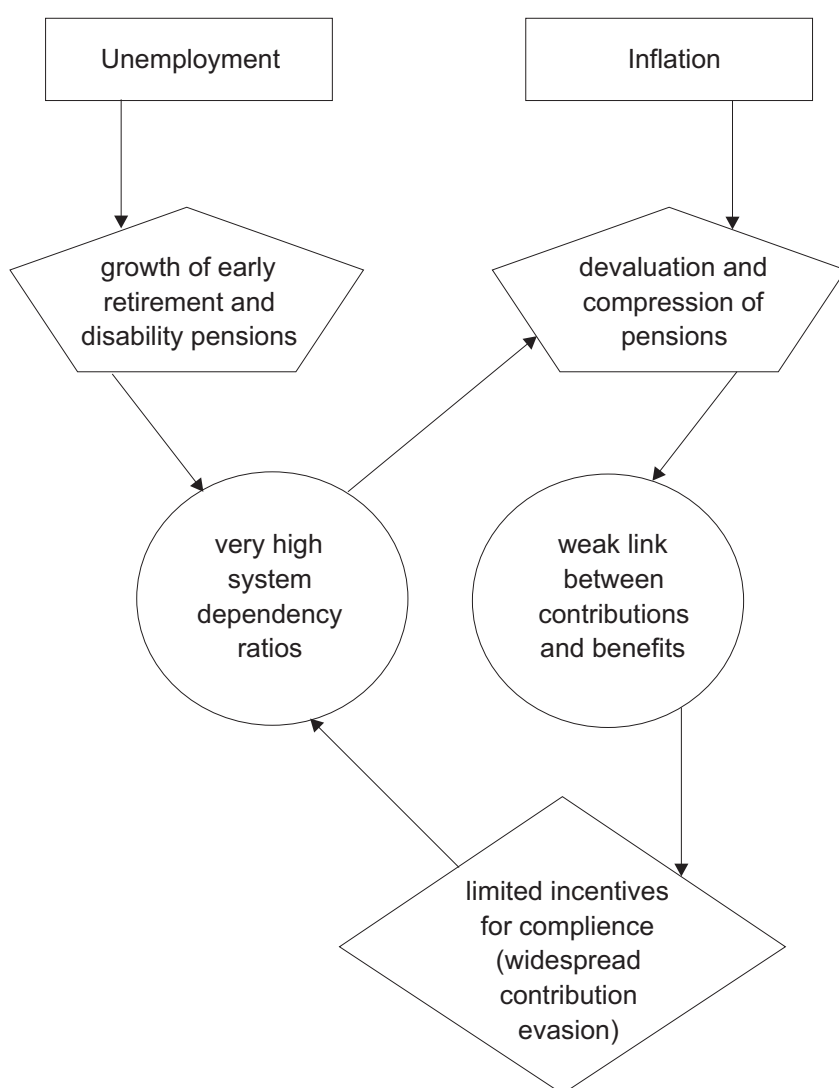 Unemployment
Inflation
growth of early
retirement and
disability pensions
devaluation and
compression of
pensions
very high
system
dependency
ratios
weak link
between
contributions
and benefits
limited incentives
for complience
(widespread
contribution
evasion)